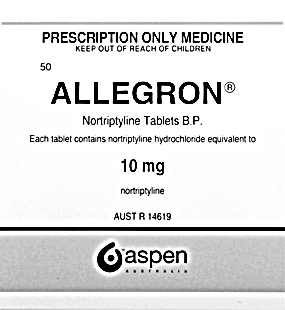 PRESCRIPTION ONLY MEDICINE
KEEP OUT OF REACH OF CHILDREN
50
ALLEGRON®
Nortriptyline Tablets B.P.
Each tablet contains nortriptyline hydrochloride equivalent to
10 mg
nortriptyline
AUST R 14619
aspen
AUSTRALIA